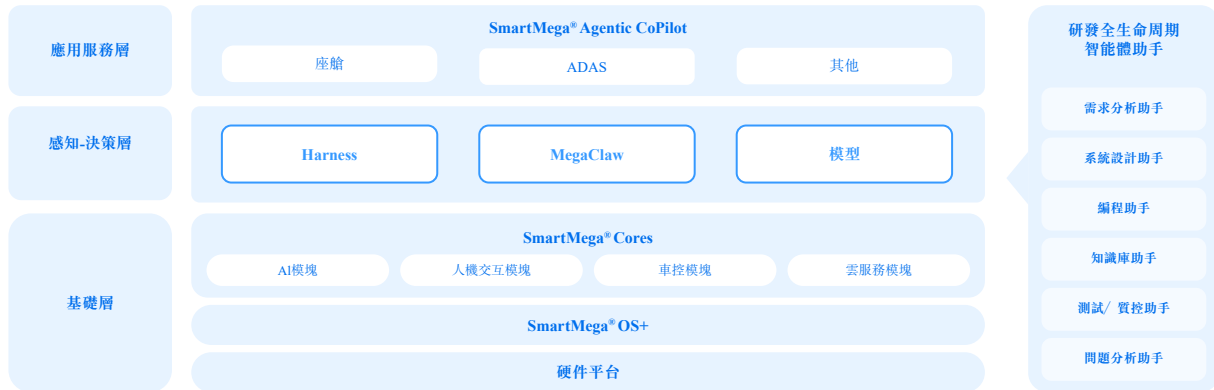 應用服務層
SmartMega® Agentic CoPilot
座艙
ADAS
其他
感知-決策層
Harness
MegaClaw
模型
基礎層
SmartMega® Cores
AI模塊
人機交互模塊
車控模塊
雲服務模塊
SmartMega® OS+
硬件平台
研發全生命周期
智能體助手
需求分析助手
系統設計助手
編程助手
知識庫助手
測試/ 質控助手
問題分析助手